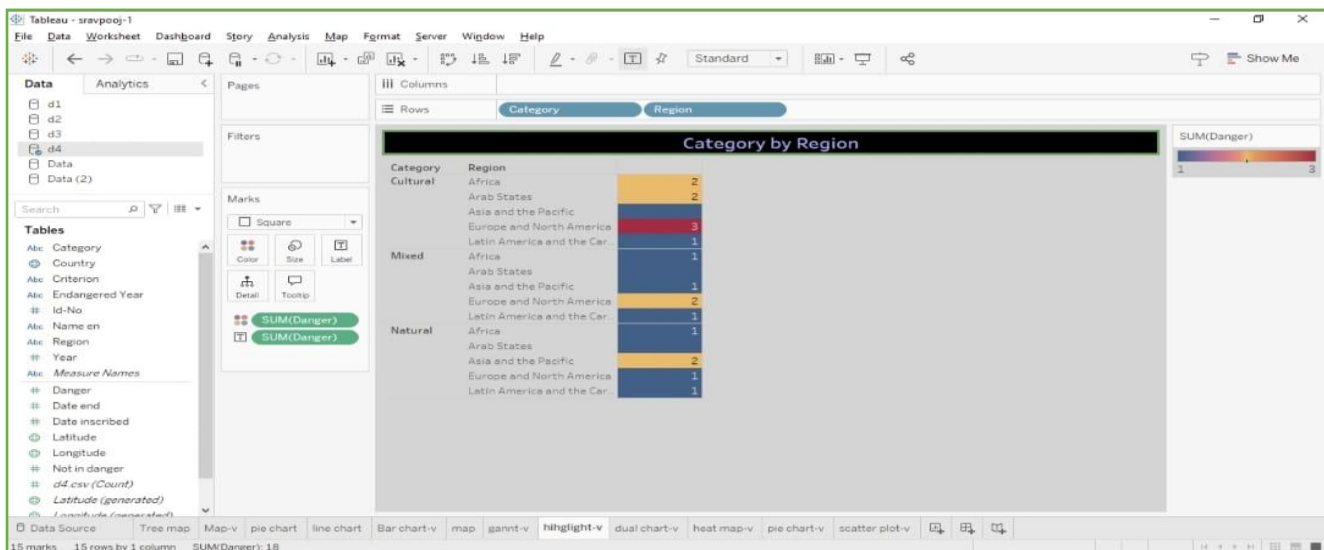 Tableau - sravpooj-1
File Data Worksheet Dashboard Story Analysis Map Format Server Window Help
Standard
Show Me
Data Analytics
d1
d2
d3
d4
Data
Data (2)
Search
Tables
Abc Category
Country
Abc Criterion
Abc Endangered Year
# Id-No
Abc Name en
Abc Region
# Year
Abc Measure Names
# Danger
# Date end
# Date inscribed
Latitude
Longitude
# Not in danger
# d4.csv (Count)
Latitude (generated)
Longitude (generated)
Pages
Filters
Marks
Square
Color Size Label
Detail Tooltip
SUM(Danger)
SUM(Danger)
Columns
Rows Category Region
Category by Region
Category Region
Cultural Africa 2
Arab States 2
Asia and the Pacific
Europe and North America 3
Latin America and the Car.. 1
Mixed Africa 1
Arab States
Asia and the Pacific 1
Europe and North America 2
Latin America and the Car.. 1
Natural Africa 1
Arab States
Asia and the Pacific 2
Europe and North America 1
Latin America and the Car.. 1
SUM(Danger)
1 3
Data Source Tree map Map-v pie chart line chart Bar chart-v map gannt-v hihglight-v dual chart-v heat map-v pie chart-v scatter plot-v
15 marks 15 rows by 1 column SUM(Danger): 18